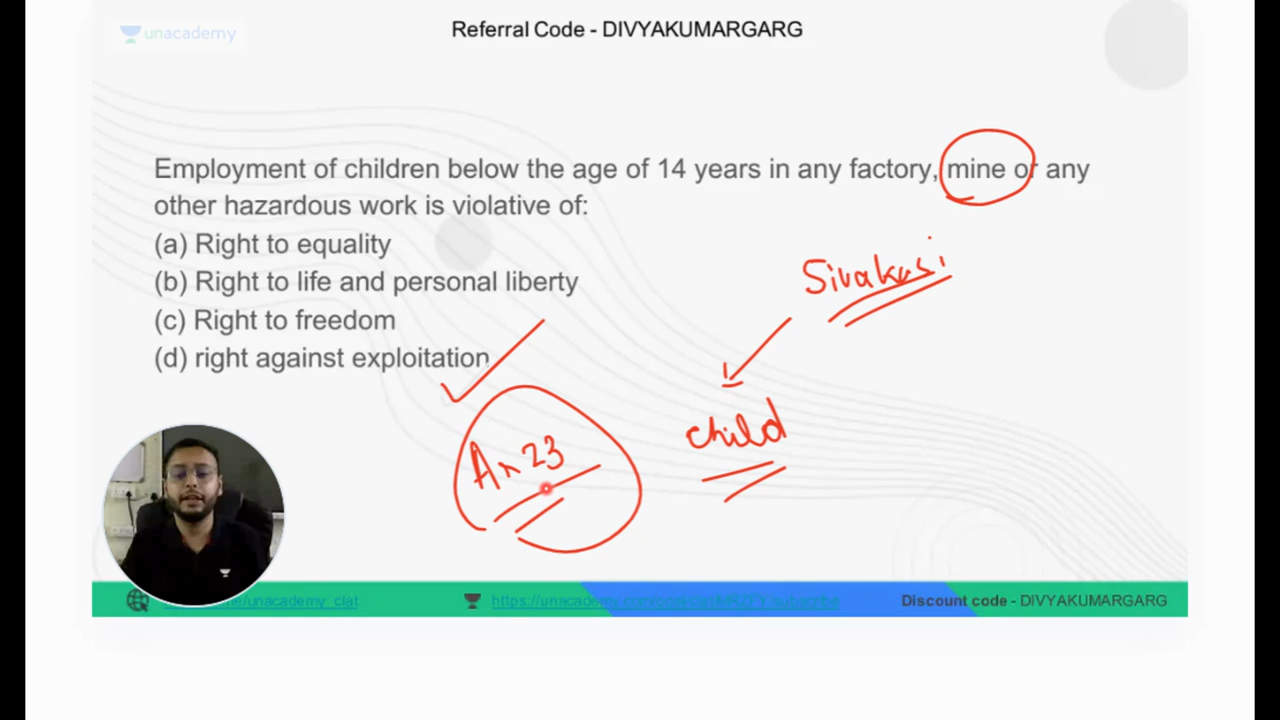 unacademy
Referral Code - DIVYAKUMARGARG
Employment of children below the age of 14 years in any factory, mine or any
other hazardous work is violative of:
(a) Right to equality
(b) Right to life and personal liberty
(c) Right to freedom
(d) right against exploitation
Sivakasi
child
23
unacademy_clat
Discount code - DIVYAKUMARGARG